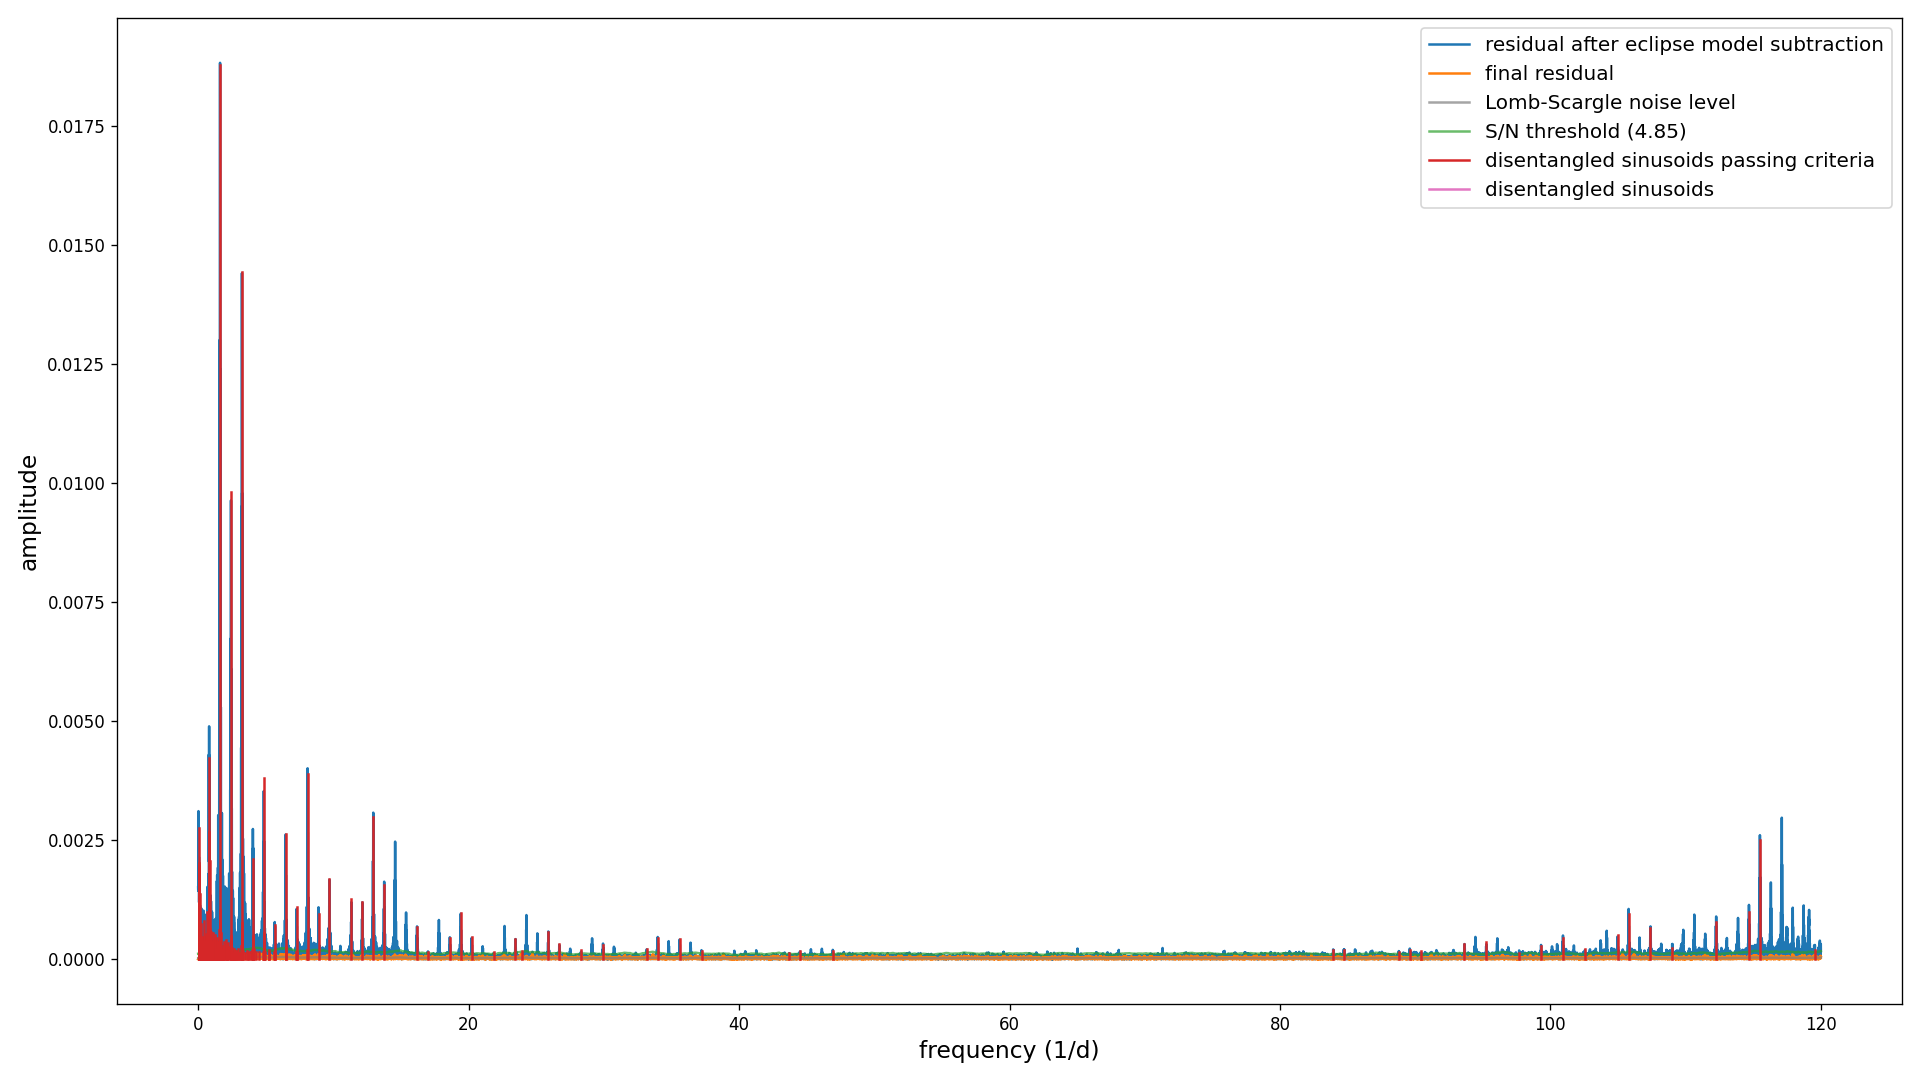 residual after eclipse model subtraction
final residual
Lomb-Scargle noise level
S/N threshold (4.85)
disentangled sinusoids passing criteria
disentangled sinusoids
0.0175
0.0150
0.0125
0.0100
0.0075
0.0050
0.0025
0.0000
amplitude
0 20 40 60 80 100 120
frequency (1/d)